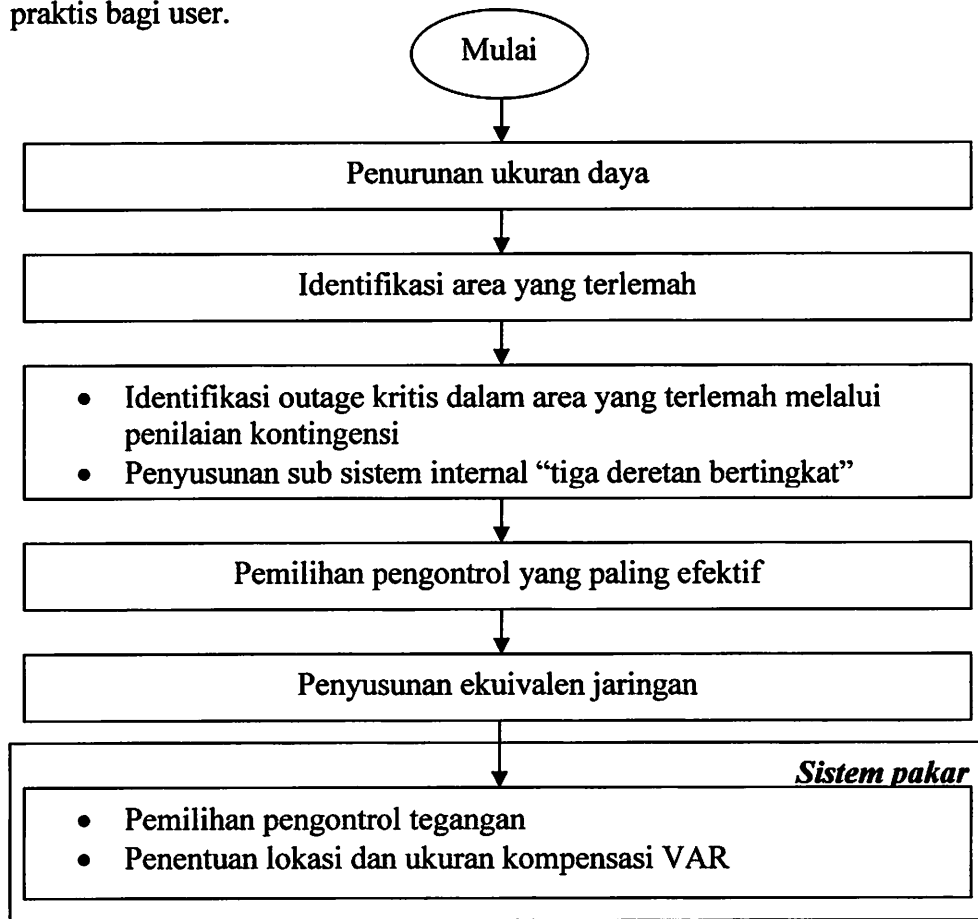 praktis bagi user.
Mulai
Penurunan ukuran daya
Identifikasi area yang terlemah
• Identifikasi outage kritis dalam area yang terlemah melalui
penilaian kontingensi
• Penyusunan sub sistem internal “tiga deretan bertingkat”
Pemilihan pengontrol yang paling efektif
Penyusunan ekuivalen jaringan
Sistem pakar
• Pemilihan pengontrol tegangan
• Penentuan lokasi dan ukuran kompensasi VAR